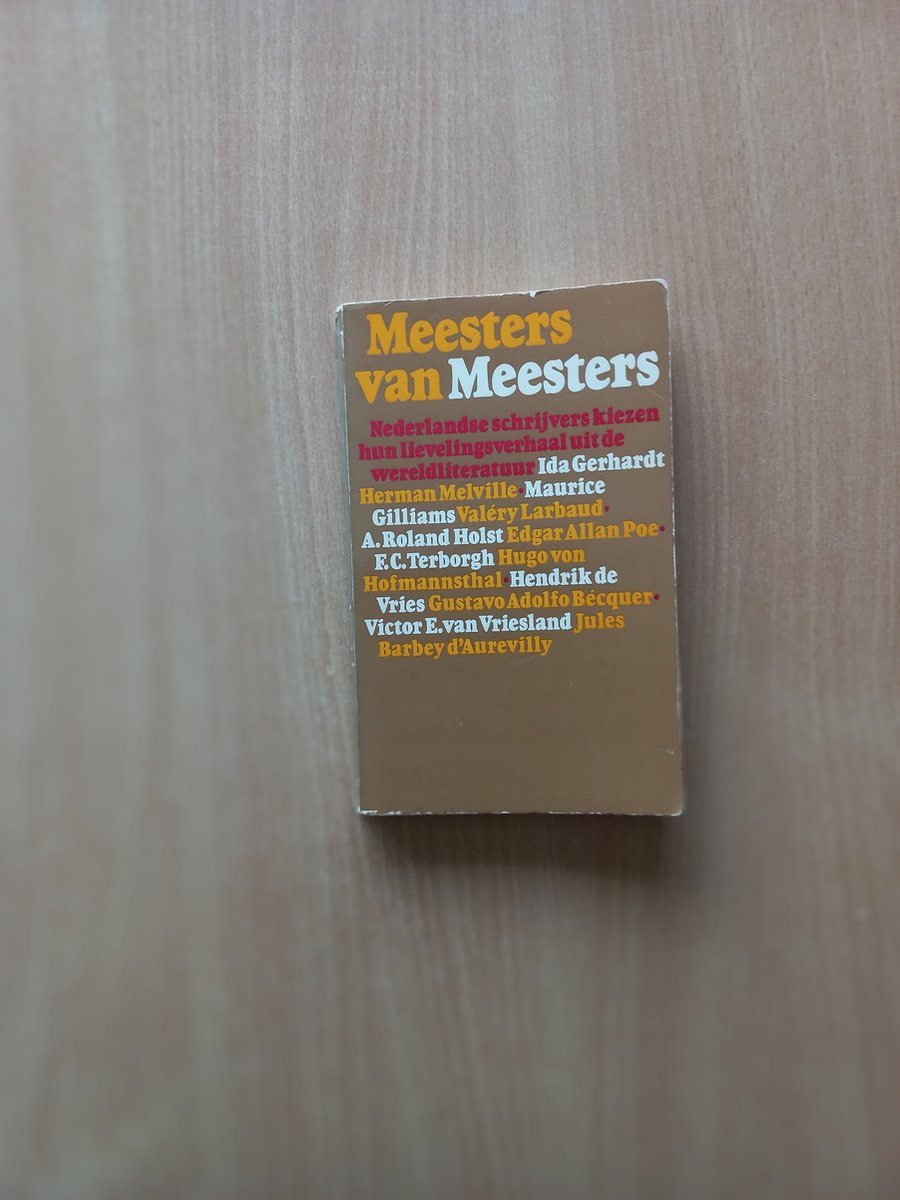 Meesters
van Meesters
Nederlandse schrijvers kiezen
hun lievelingsverhaal uit de
wereldliteratuur Ida Gerhardt
Herman Melville • Maurice
Gilliams Valéry Larbaud •
A. Roland Holst Edgar Allan Poe •
F. C. Terborgh Hugo von
Hofmannsthal • Hendrik de
Vries Gustavo Adolfo Bécquer •
Victor E. van Vriesland Jules
Barbey d'Aurevilly